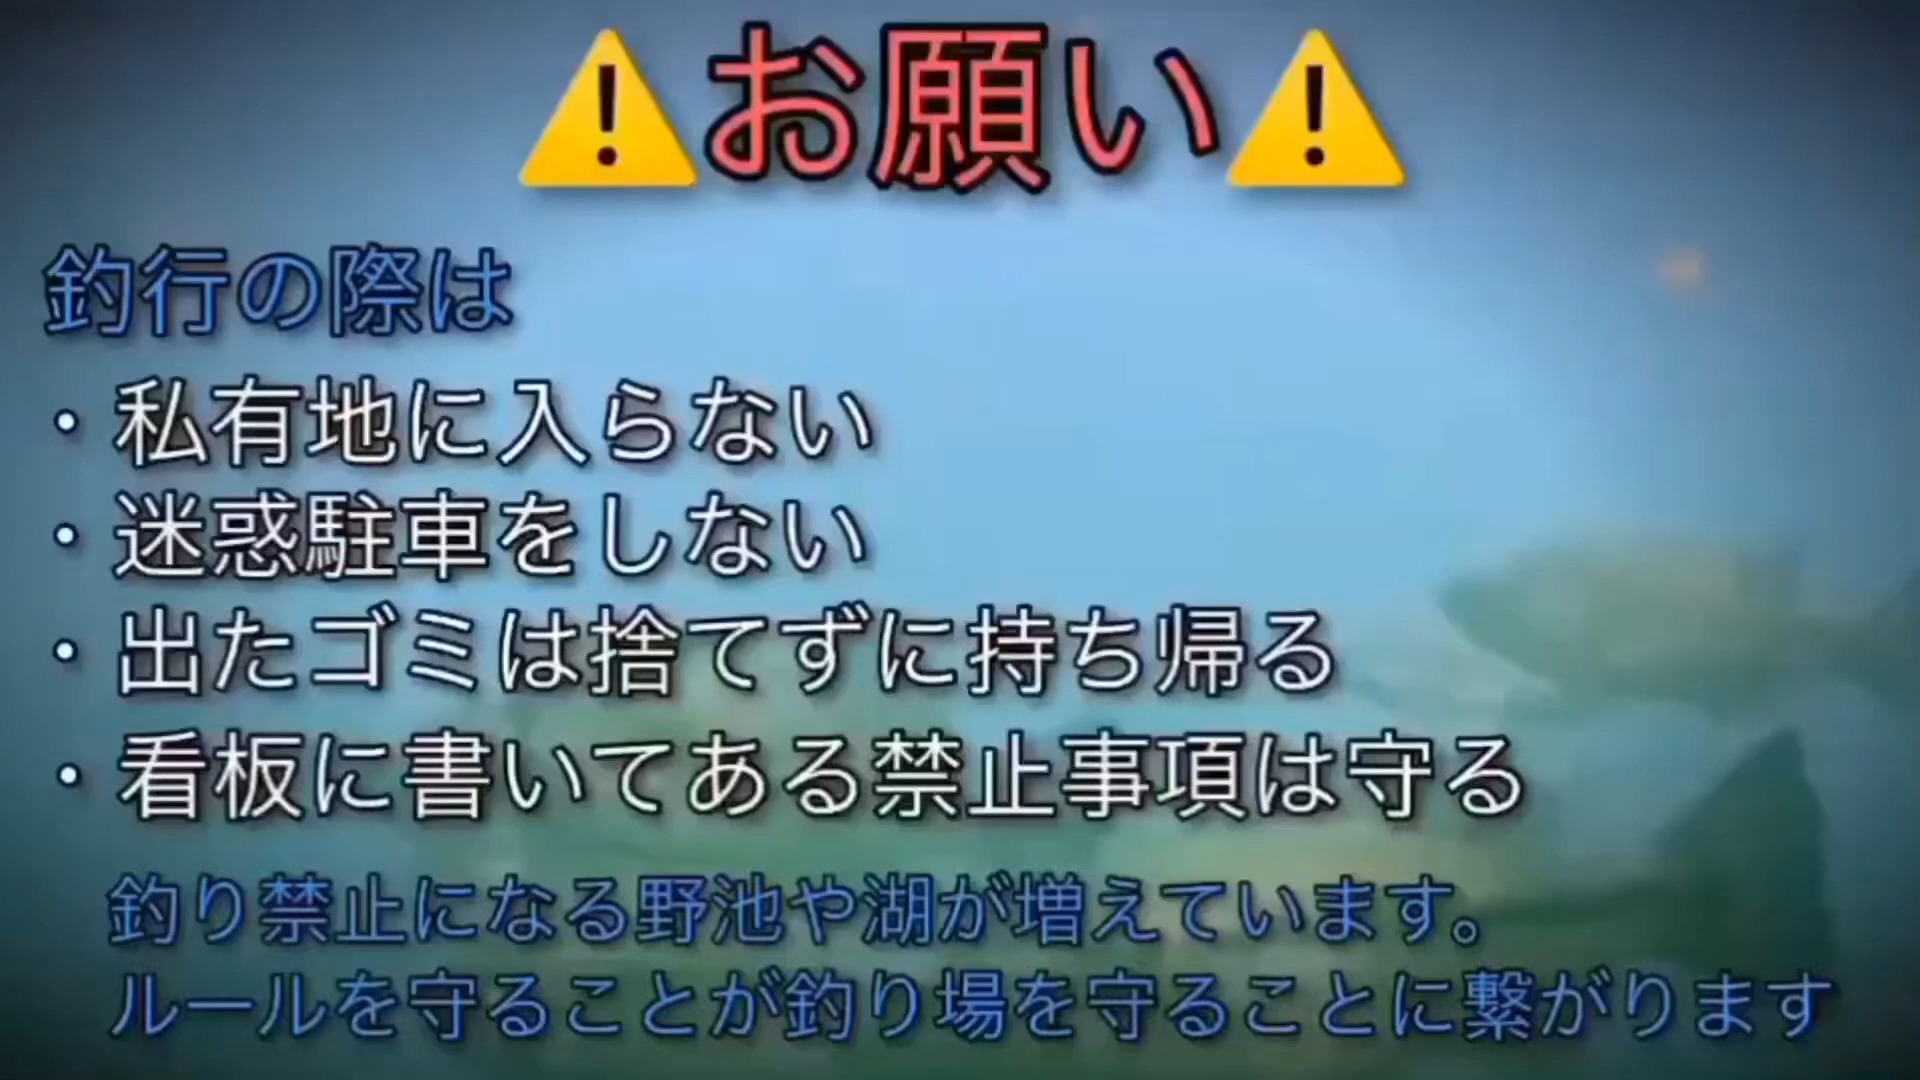 ⚠お願い⚠
釣行の際は
・私有地に入らない
・迷惑駐車をしない
・出たゴミは捨てずに持ち帰る
・看板に書いてある禁止事項は守る
釣り禁止になる野池や湖が増えています。
ルールを守ることが釣り場を守ることに繋がります